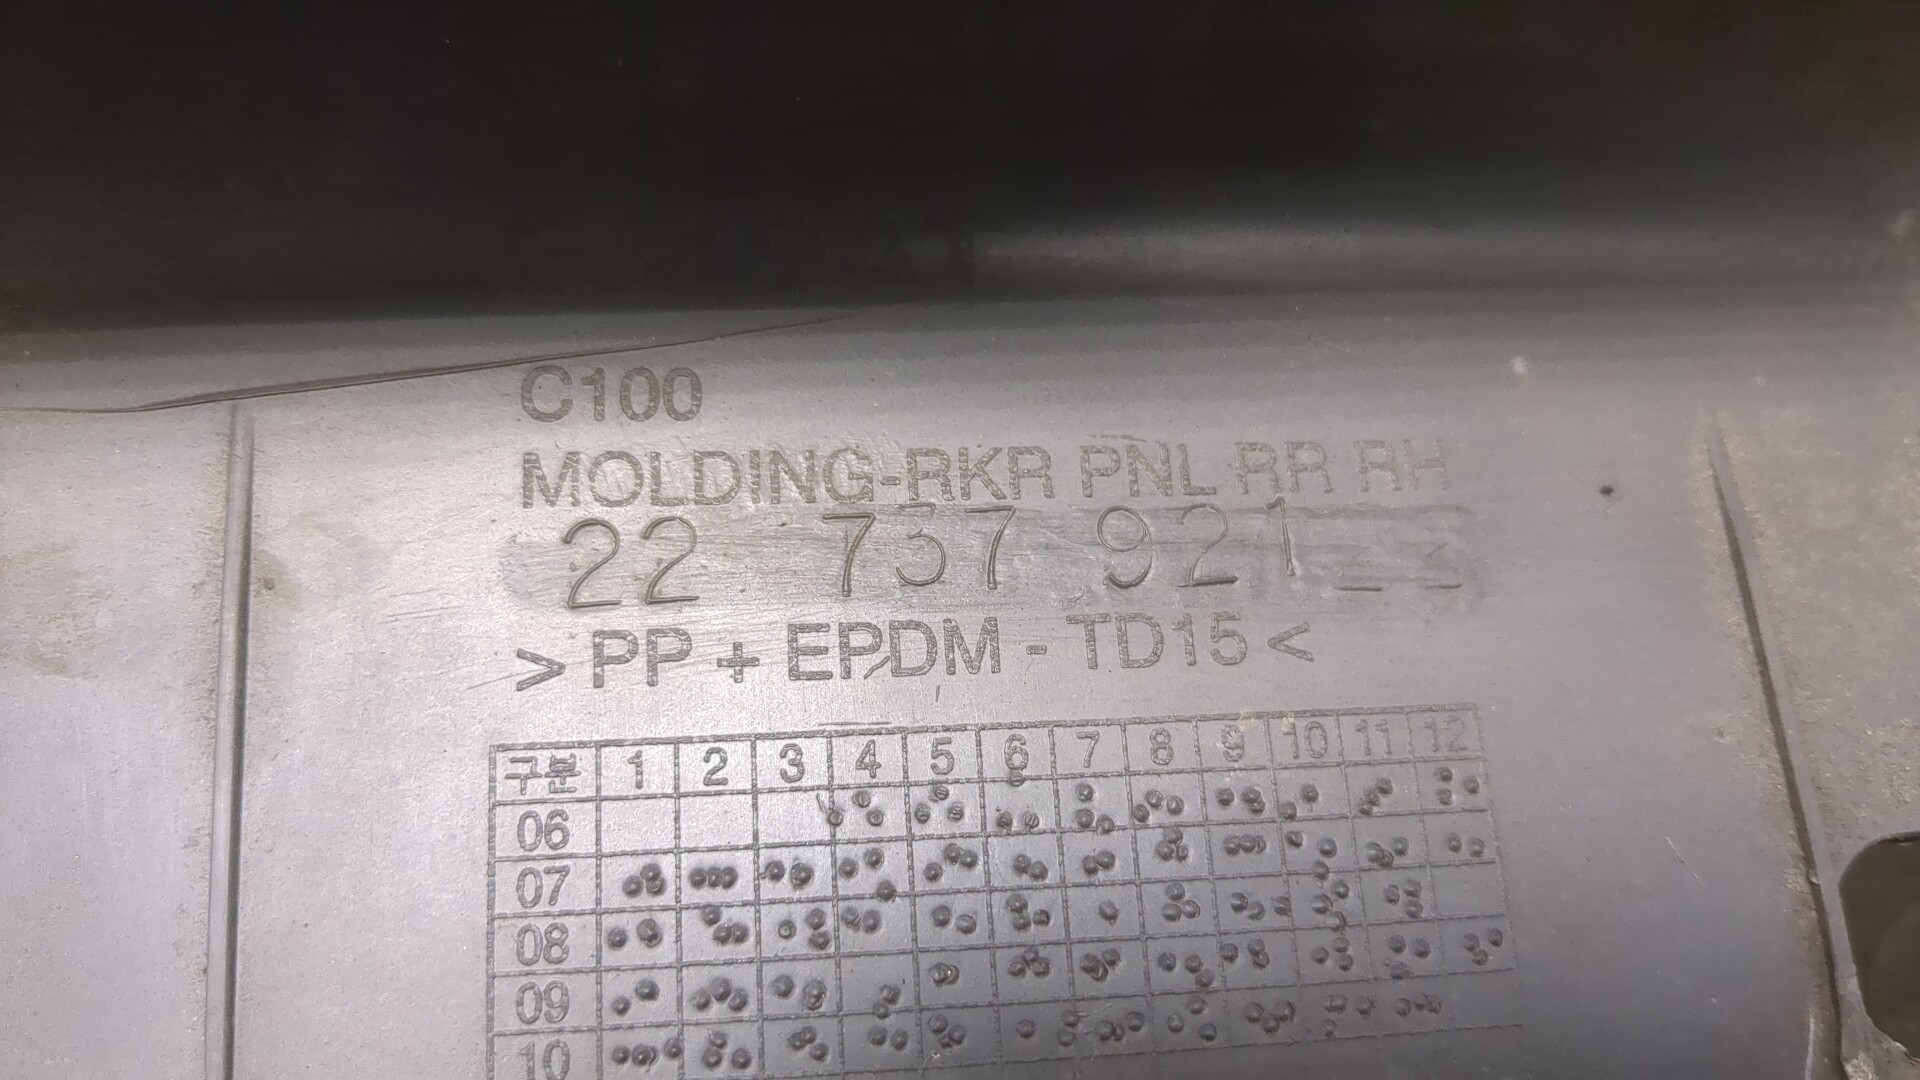 C100
MOLDING-RKR PNL RR RH
22 737 921 _ _
> PP + EPDM - TD15 <
구분 1 2 3 4 5 6 7 8 9 10 11 12
06
07
08
09
10